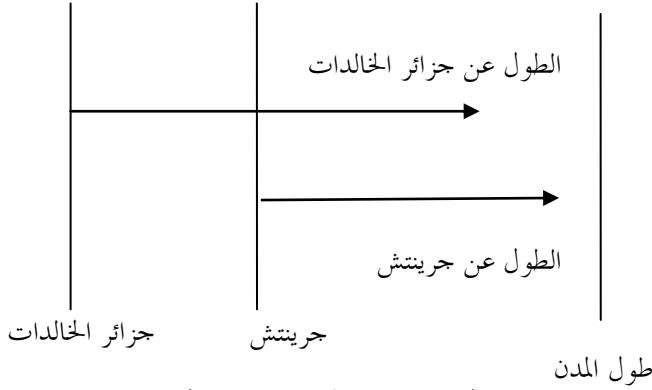 الطول عن جزائر الخالدات
الطول عن جرينتش
جرينتش
جزائر الخالدات
طول المدن